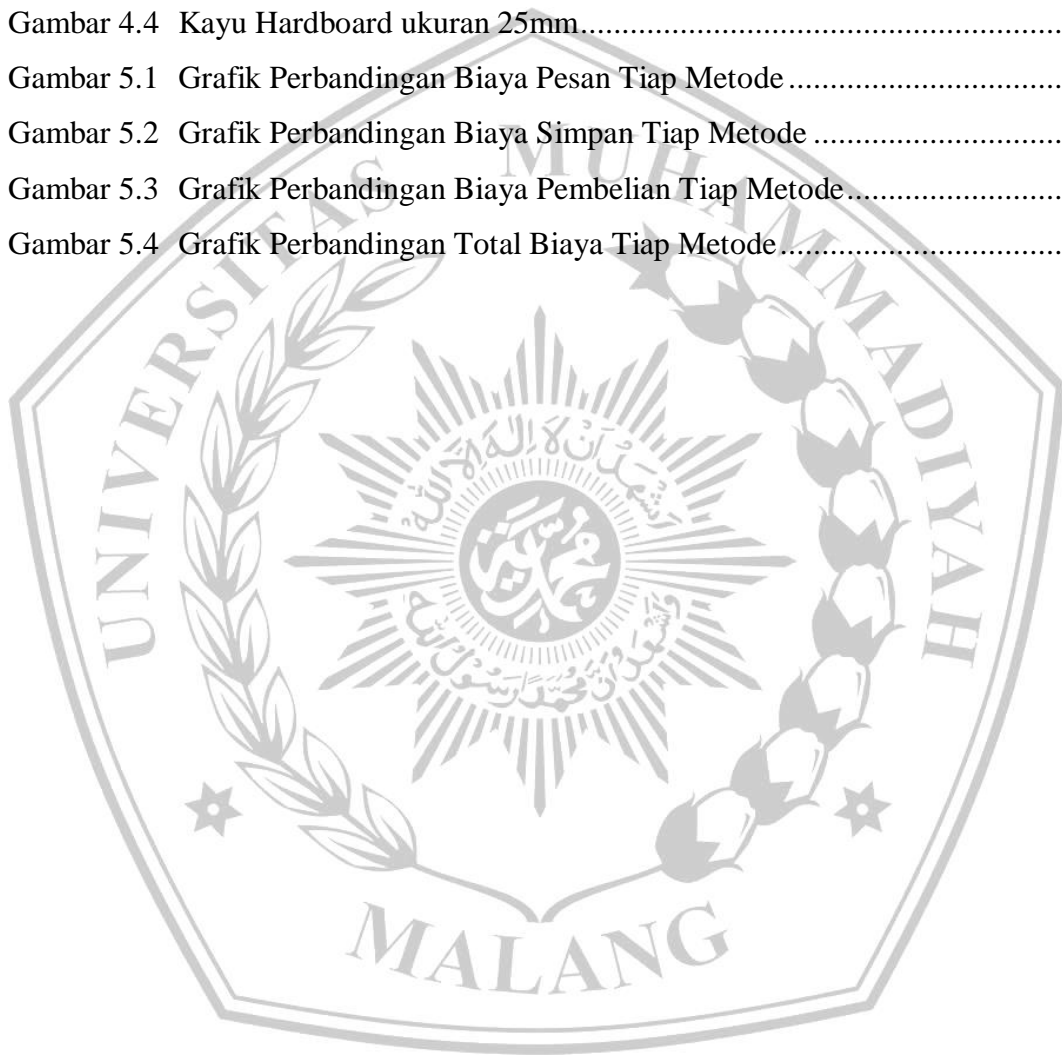 Gambar 4.4 Kayu Hardboard ukuran 25mm...........................................................
Gambar 5.1 Grafik Perbandingan Biaya Pesan Tiap Metode.................................
Gambar 5.2 Grafik Perbandingan Biaya Simpan Tiap Metode ..............................
Gambar 5.3 Grafik Perbandingan Biaya Pembelian Tiap Metode..........................
Gambar 5.4 Grafik Perbandingan Total Biaya Tiap Metode..................................
UNIVERSITAS MUHAMMADIYAH
MALANG